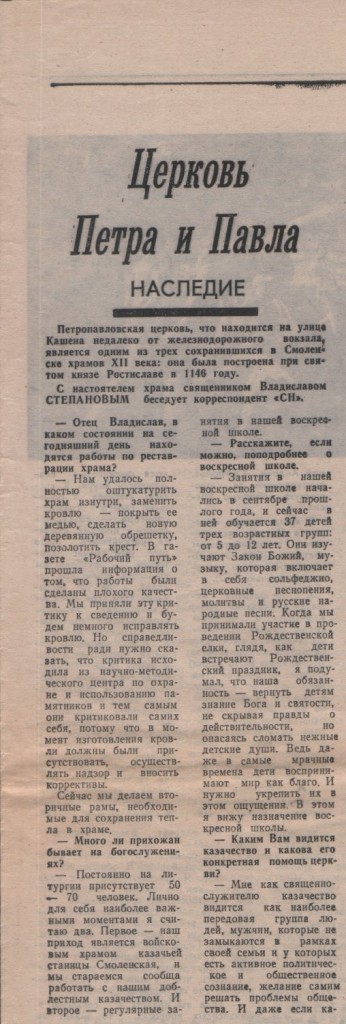 Церковь
Петра и Павла
НАСЛЕДИЕ
Петропавловская церковь, что находится на улице
Кашена недалеко от железнодорожного вокзала,
является одним из трех сохранившихся в Смолен-
ске храмов XII века: она была построена при свя-
том князе Ростиславе в 1146 году.
С настоятелем храма священником Владиславом
СТЕПАНОВЫМ беседует корреспондент «СН».
— Отец Владислав, в
каком состоянии на се-
годняшний день нахо-
дятся работы по рестав-
рации храма?
— Нам удалось пол-
ностью оштукатурить
храм изнутри, заменить
кровлю — покрыть ее
медью, сделать новую
деревянную обрешетку,
позолотить крест. В га-
зете «Рабочий путь»
прошла информация о
том, что работы были
сделаны плохого качест-
ва. Мы приняли эту кри-
тику к сведению и бу-
дем немного исправлять
кровлю. Но справедли-
вости ради нужно ска-
зать, что критика исхо-
дила из научно-методи-
ческого центра по охра-
не и использованию па-
мятников и тем самым
они критиковали самих
себя, потому что в мо-
мент изготовления кров-
ли должны были при-
сутствовать, осуществ-
лять надзор и вносить
коррективы.
Сейчас мы делаем вто-
ричные рамы, необходи-
мые для сохранения теп-
ла в храме.
— Много ли прихожан
бывает на богослужени-
ях?
— Постоянно на ли-
тургии присутствует 50
— 70 человек. Лично
для себя наиболее важ-
ными моментами я счи-
таю два. Первое — наш
приход является войско-
вым храмом казачьей
станицы Смоленская, и
мы стараемся сообща
работать с нашим доб-
лестным казачеством. И
второе — регулярные за-
нятия в нашей воскрес-
ной школе.
— Расскажите, если
можно, поподробнее о
воскресной школе.
— Занятия в нашей
воскресной школе нача-
лись в сентябре прош-
лого года, и сейчас в
ней обучается 37 детей
трех возрастных групп:
от 5 до 12 лет. Они изу-
чают Закон Божий, му-
зыку, которая включает
в себя сольфеджио,
церковные песнопения,
молитвы и русские на-
родные песни. Когда мы
принимали участие в про-
ведении Рождественской
елки, глядя, как дети
встречают Рождествен-
ский праздник, я поду-
мал, что наша обязан-
ность — вернуть детям
знание Бога и святости,
не скрывая правды о
действительности, но
опасаясь сломать нежные
детские души. Ведь да-
же в самые мрачные
времена дети восприни-
мают мир как благо. И
нужно укрепить их в
этом ощущении. В этом
я вижу назначение вос-
кресной школы.
— Каким Вам видится
казачество и какова его
конкретная помощь церк-
ви?
— Мне как священно-
служителю казачество
видится как наиболее
передовая группа лю-
дей, мужчин, которые не
замыкаются в рамках
своей семьи и у которых
есть активное политичес-
кое и общественное
сознание, желание самим
решать проблемы общес-
тва. И даже если ка-